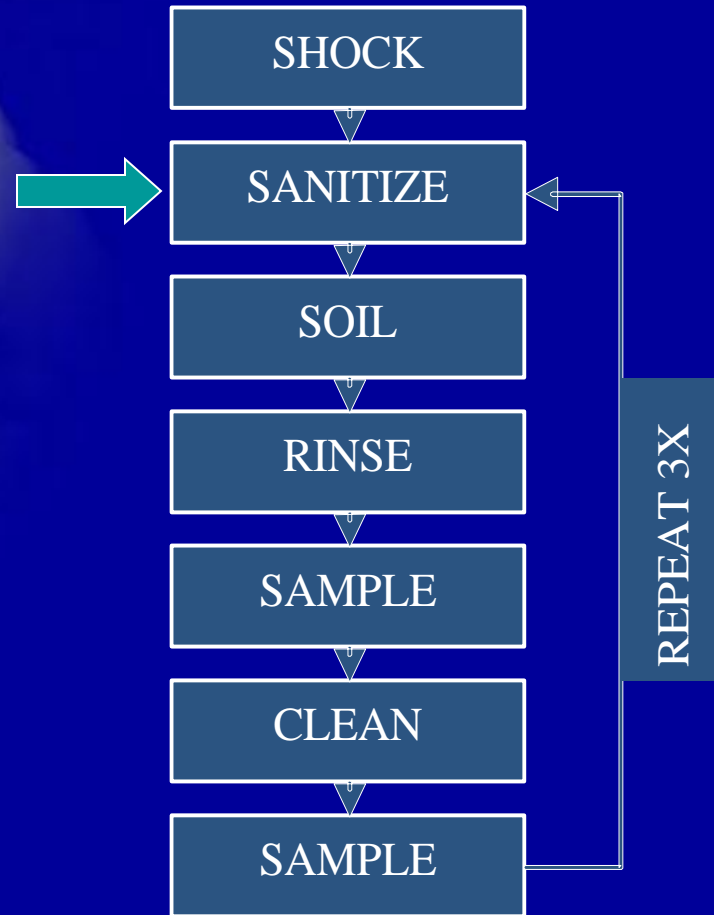 SHOCK
SANITIZE
SOIL
RINSE
SAMPLE
CLEAN
SAMPLE
REPEAT 3X